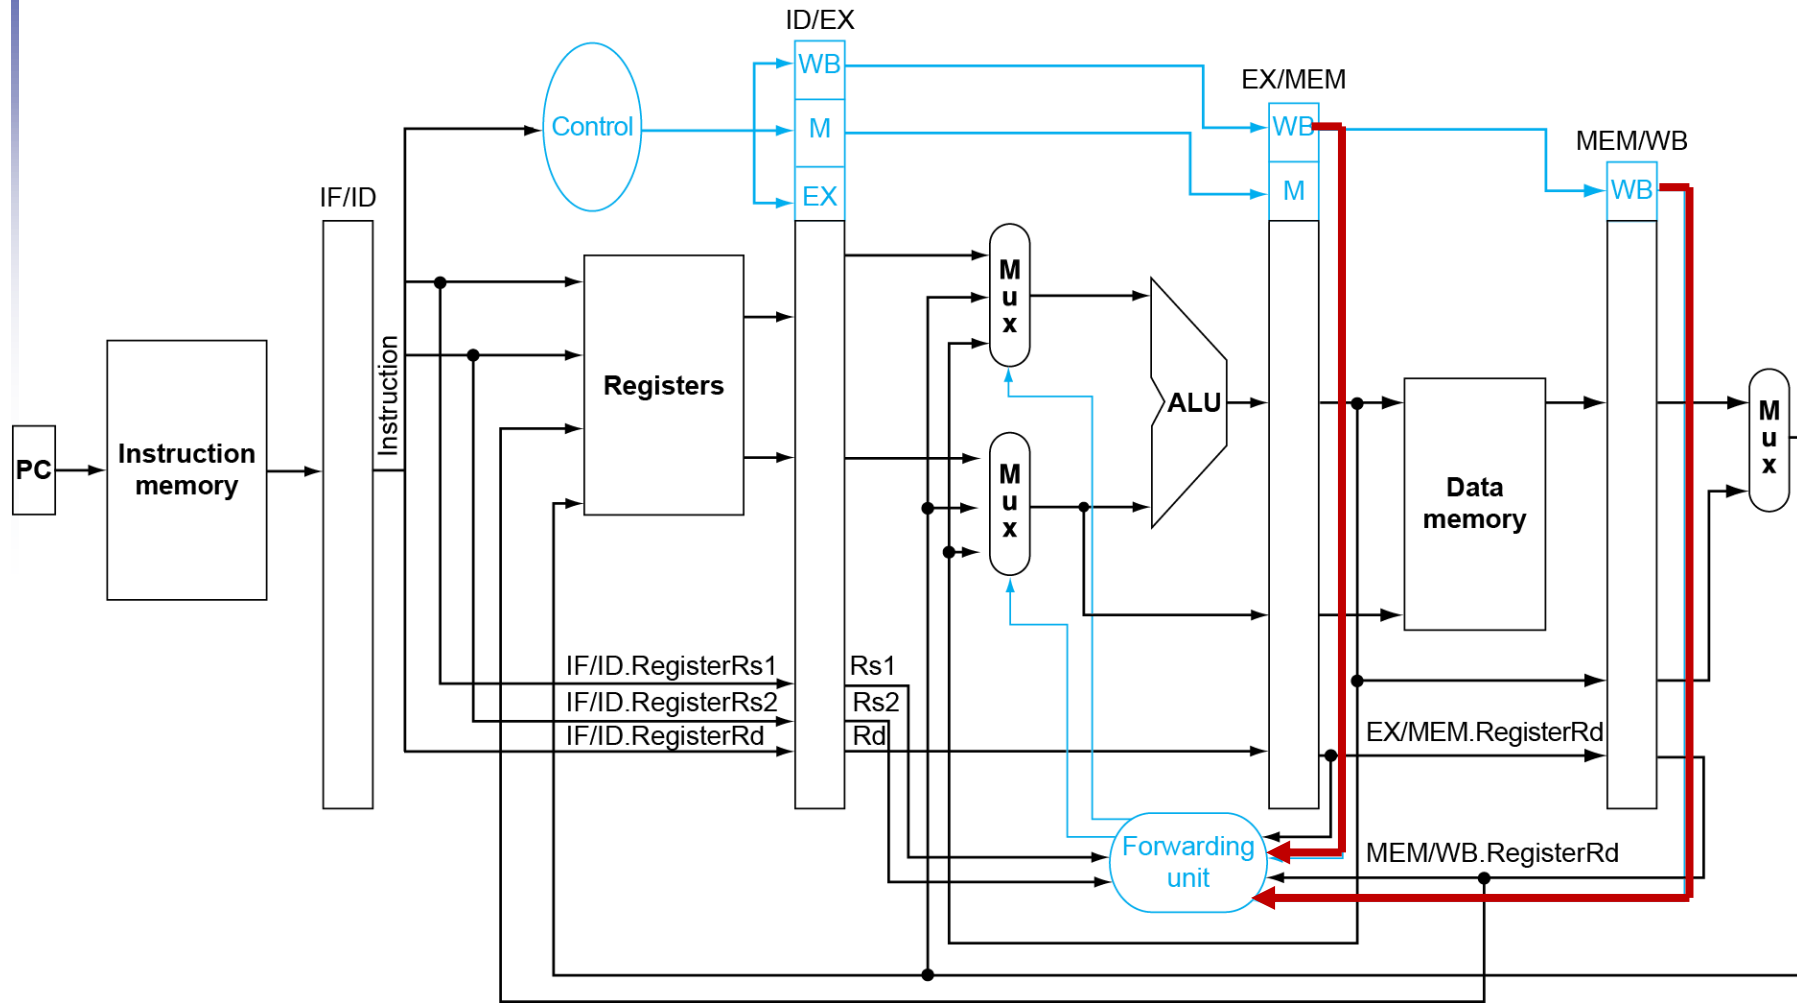 ID/EX
WB
EX/MEM
Control
M
WB
MEM/WB
IF/ID
EX
M
WB
M
u
x
M
u
x
Instruction
Registers
ALU
M
u
x
PC
Instruction
memory
M
u
x
Data
memory
IF/ID.RegisterRs1
Rs1
IF/ID.RegisterRs2
Rs2
IF/ID.RegisterRd
Rd
EX/MEM.RegisterRd
Forwarding
unit
MEM/WB.RegisterRd